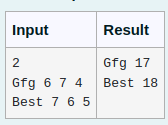 Input
Result
2
Gfg 6 7 4
Best 7 6 5
Gfg 17
Best 18